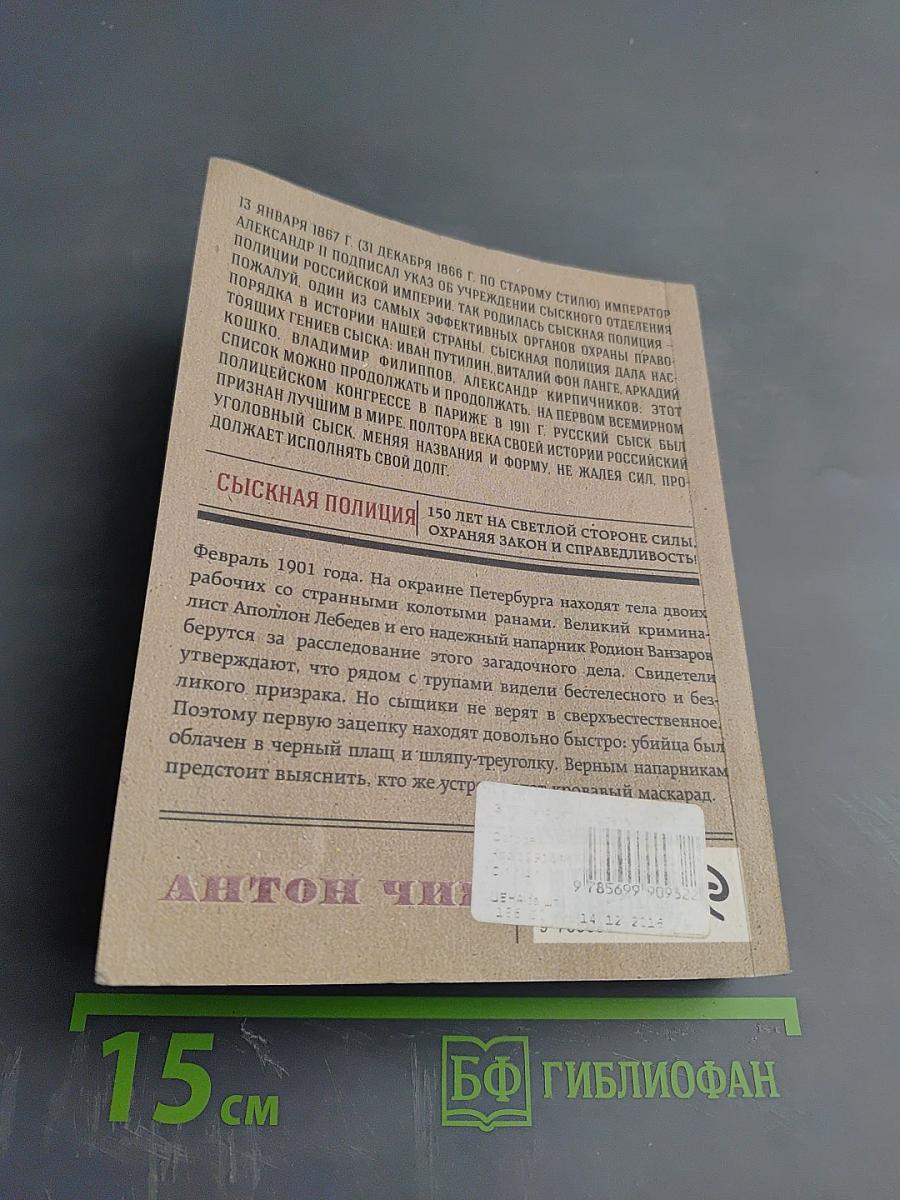 13 ЯНВАРЯ 1867 Г. (31 ДЕКАБРЯ 1866 Г. ПО СТАРОМУ СТИЛЮ) ИМПЕРАТОР
АЛЕКСАНДР II ПОДПИСАЛ УКАЗ ОБ УЧРЕЖДЕНИИ СЫСКНОГО ОТДЕЛЕНИЯ
ПОЛИЦИИ РОССИЙСКОЙ ИМПЕРИИ. ТАК РОДИЛАСЬ СЫСКНАЯ ПОЛИЦИЯ –
ПОЖАЛУЙ, ОДИН ИЗ САМЫХ ЭФФЕКТИВНЫХ ОРГАНОВ ОХРАНЫ ПРАВО-
ПОРЯДКА В ИСТОРИИ НАШЕЙ СТРАНЫ. СЫСКНАЯ ПОЛИЦИЯ ДАЛА НАС-
ТОЯЩИХ ГЕНИЕВ СЫСКА: ИВАН ПУТИЛИН, ВИТАЛИЙ ФОН ЛАНГЕ, АРКАДИЙ
КОШКО, ВЛАДИМИР ФИЛИППОВ, АЛЕКСАНДР КИРПИЧНИКОВ; ЭТОТ
СПИСОК МОЖНО ПРОДОЛЖАТЬ И ПРОДОЛЖАТЬ. НА ПЕРВОМ ВСЕМИРНОМ
ПОЛИЦЕЙСКОМ КОНГРЕССЕ В ПАРИЖЕ В 1911 Г. РУССКИЙ СЫСК БЫЛ
ПРИЗНАН ЛУЧШИМ В МИРЕ. ПОЛТОРА ВЕКА СВОЕЙ ИСТОРИИ РОССИЙСКИЙ
УГОЛОВНЫЙ СЫСК, МЕНЯЯ НАЗВАНИЯ И ФОРМУ, НЕ ЖАЛЕЯ СИЛ, ПРО-
ДОЛЖАЕТ ИСПОЛНЯТЬ СВОЙ ДОЛГ.
СЫСКНАЯ ПОЛИЦИЯ
150 ЛЕТ НА СВЕТЛОЙ СТОРОНЕ СИЛЫ,
ОХРАНЯЯ ЗАКОН И СПРАВЕДЛИВОСТЬ!
Февраль 1901 года. На окраине Петербурга находят тела двоих
рабочих со странными колотыми ранами. Великий кримина-
лист Аполлон Лебедев и его надежный напарник Родион Ванзаров
берутся за расследование этого загадочного дела. Свидетели
утверждают, что рядом с трупами видели бестелесного и без-
ликого призрака. Но сыщики не верят в сверхъестественное.
Поэтому первую зацепку находят довольно быстро: убийца был
облачен в черный плащ и шляпу-треуголку. Верным напарникам
предстоит выяснить, кто же кровавый маскарад.
АНТОН
9 785699 909322
ЦЕНА
14.12.2016
15 см
БФ ГИБЛИОФАН